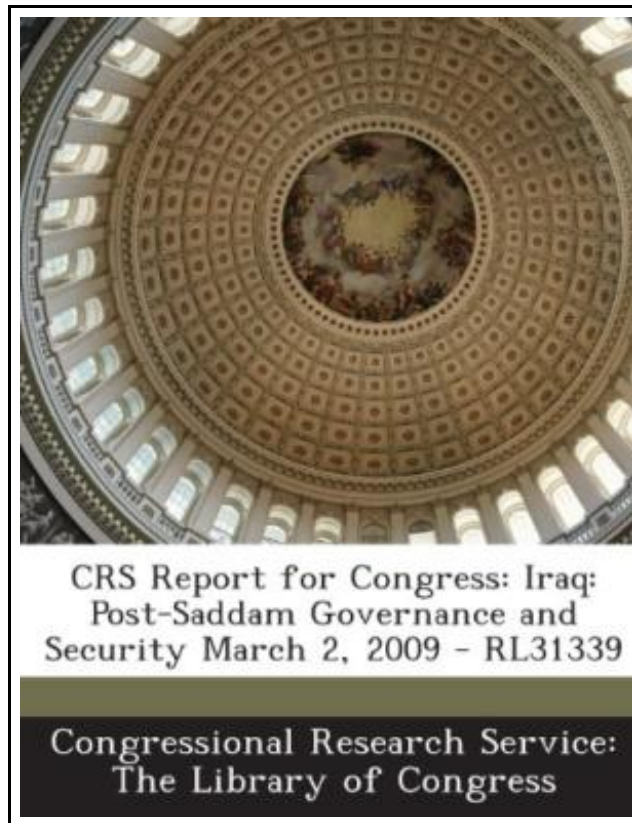 CRS Report for Congress: Iraq:
Post-Saddam Governance and
Security March 2, 2009 - RL31339
Congressional Research Service:
The Library of Congress